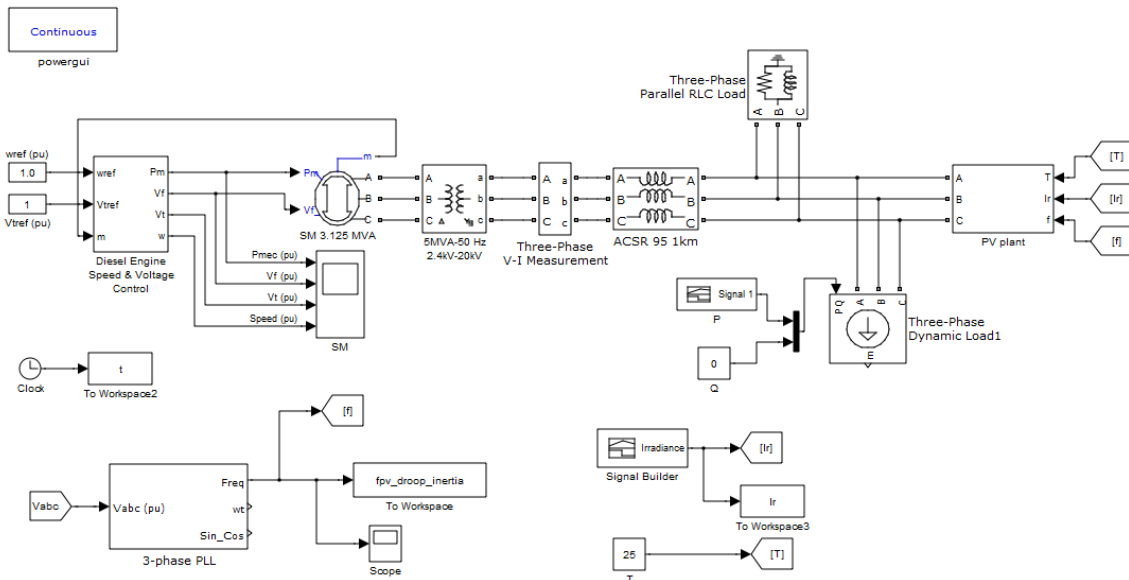 Continuous
powergui
Three-Phase
Parallel RLC Load
A B C
wref (pu)
1.0
Vtref (pu)
1
wref
Vtref
m
Pm
Vf
Vt
w
Diesel Engine
Speed & Voltage
Control
Pm
Vf
m
A
B
C
SM 3.125 MVA
A a
B b
C c
5MVA-50 Hz
2.4kV-20kV
A a
B b
C c
Three-Phase
V-I Measurement
A A
B B
C C
ACSR 95 1km
A
B
C
T
Ir
f
PV plant
[T]
[Ir]
[f]
Pmec (pu)
Vf (pu)
Vt (pu)
Speed (pu)
SM
Signal 1
P
0
Q
PQ A B C
E
Three-Phase
Dynamic Load1
Clock
t
To Workspace2
[f]
Vabc
Vabc (pu)
Freq
wt
Sin_Cos
3-phase PLL
fpv_droop_inertia
To Workspace
Scope
Irradiance
Signal Builder
[Ir]
Ir
To Workspace3
25
[T]